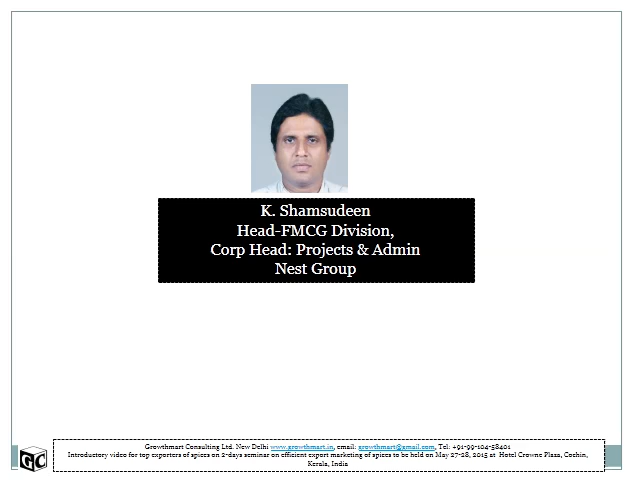 K. Shamsudeen
Head-FMCG Division,
Corp Head: Projects & Admin
Nest Group
GC
Growthmart Consulting Ltd. New Delhi www.growthmart.in, email: growthmart@gmail.com, Tel: +91-99-104-58401
Introductory video for top exporters of spices on 2-days seminar on efficient export marketing of spices to be held on May 27-28, 2015 at Hotel Crowne Plaza, Cochin,
Kerala, India